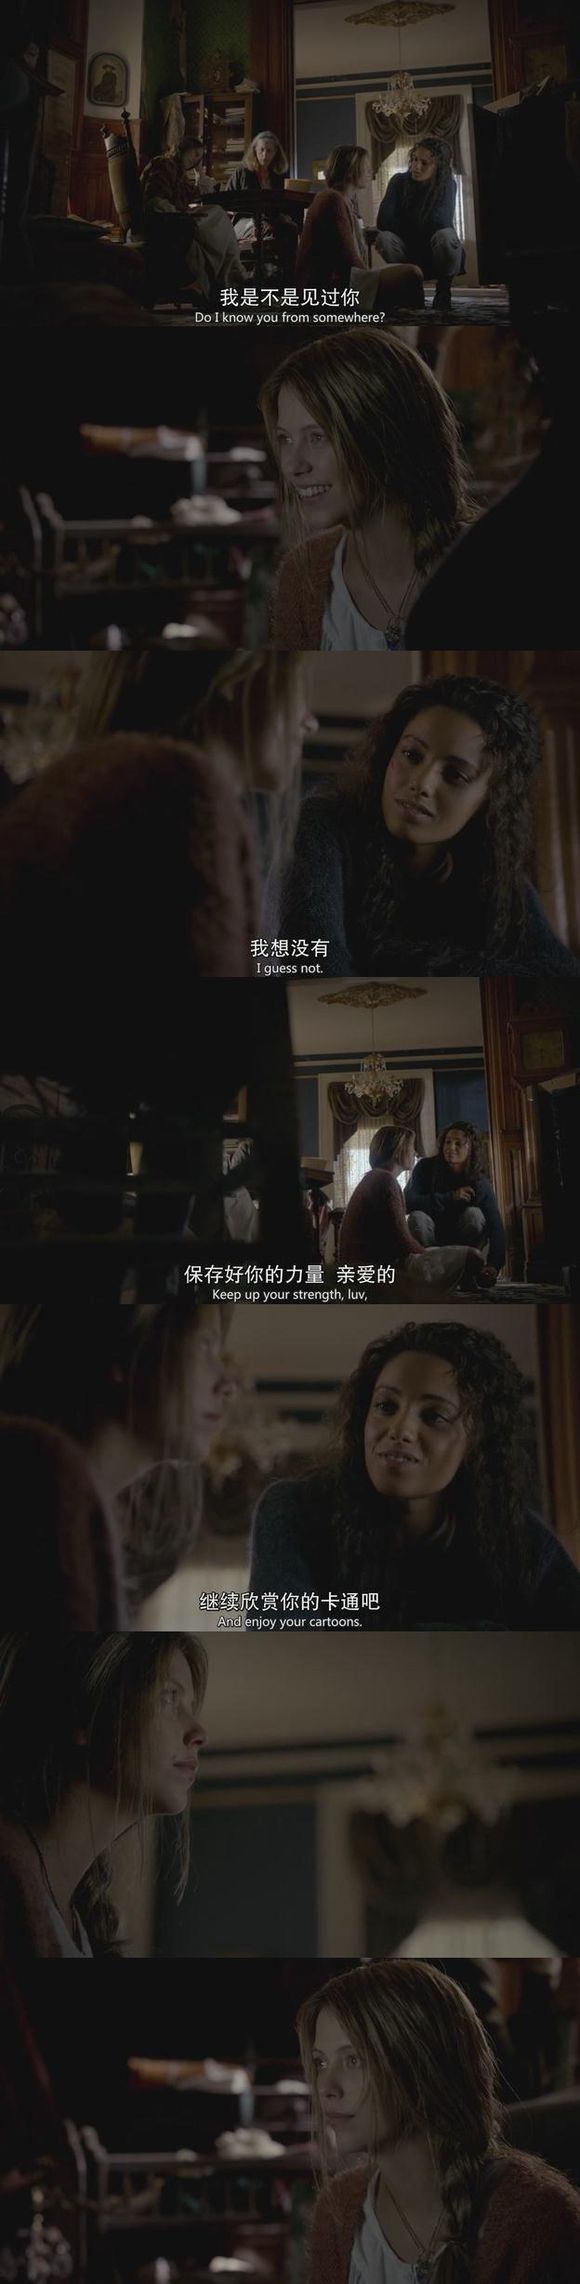 我是不是见过你
Do I know you from somewhere?
我想没有
I guess not.
保存好你的力量 亲爱的
Keep up your strength, luv,
继续欣赏你的卡通吧
And enjoy your cartoons.